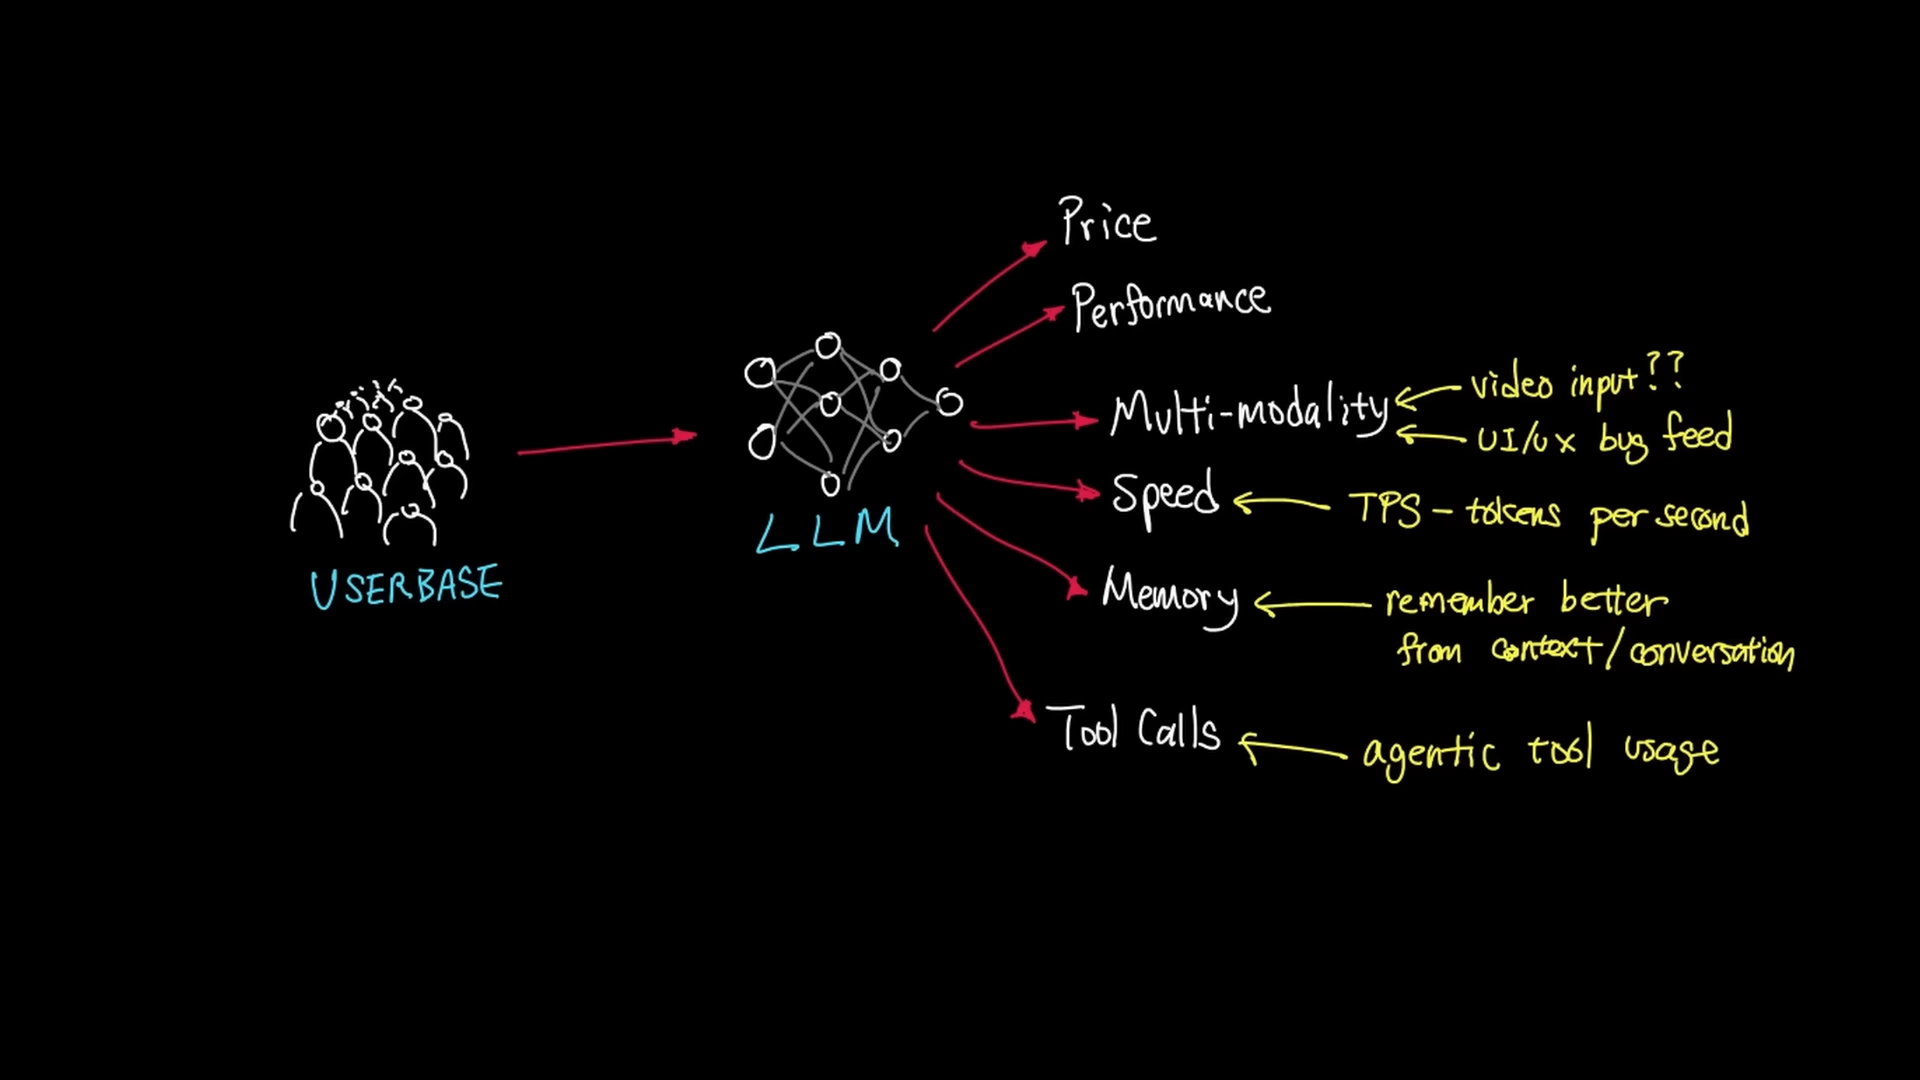 USERBASE
LLM
Price
Performance
Multi-modality
video input??
UI/UX bug feed
Speed
TPS - tokens per second
Memory
remember better
from context/conversation
Tool Calls
agentic tool usage